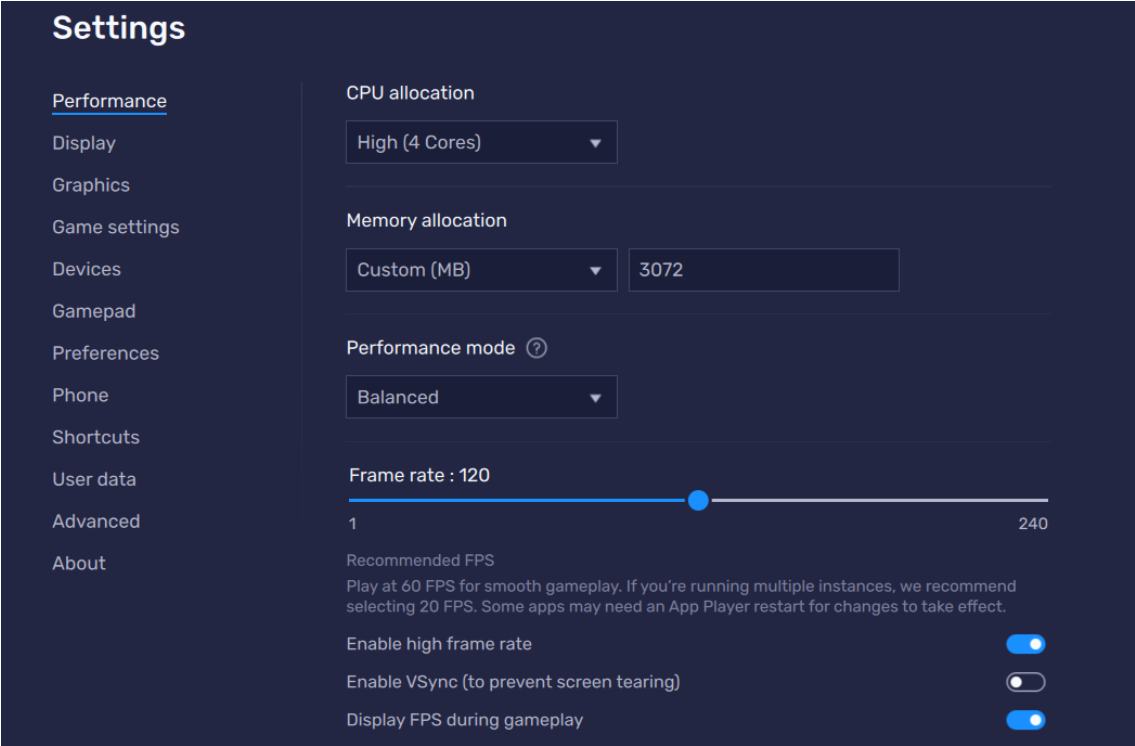 Settings
Performance
Display
Graphics
Game settings
Devices
Gamepad
Preferences
Phone
Shortcuts
User data
Advanced
About
CPU allocation
High (4 Cores)
Memory allocation
Custom (MB) 3072
Performance mode ?
Balanced
Frame rate : 120
1 240
Recommended FPS
Play at 60 FPS for smooth gameplay. If you're running multiple instances, we recommend
selecting 20 FPS. Some apps may need an App Player restart for changes to take effect.
Enable high frame rate
Enable VSync (to prevent screen tearing)
Display FPS during gameplay